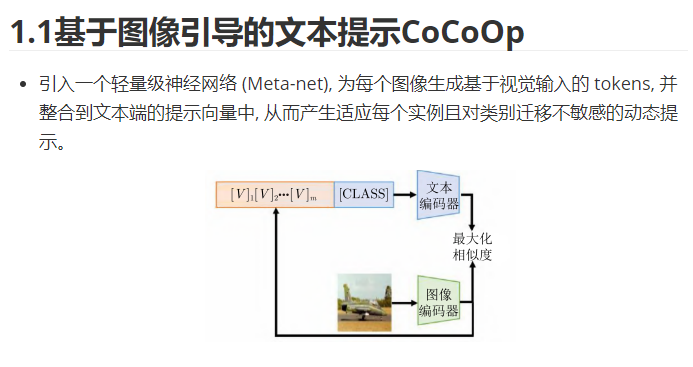 1.1基于图像引导的文本提示CoCoOp
• 引入一个轻量级神经网络 (Meta-net), 为每个图像生成基于视觉输入的 tokens, 并
整合到文本端的提示向量中, 从而产生适应每个实例且对类别迁移不敏感的动态提
示。
[V]₁[V]₂···[V]ₘ [CLASS]
文本
编码器
最大化
相似度
图像
编码器